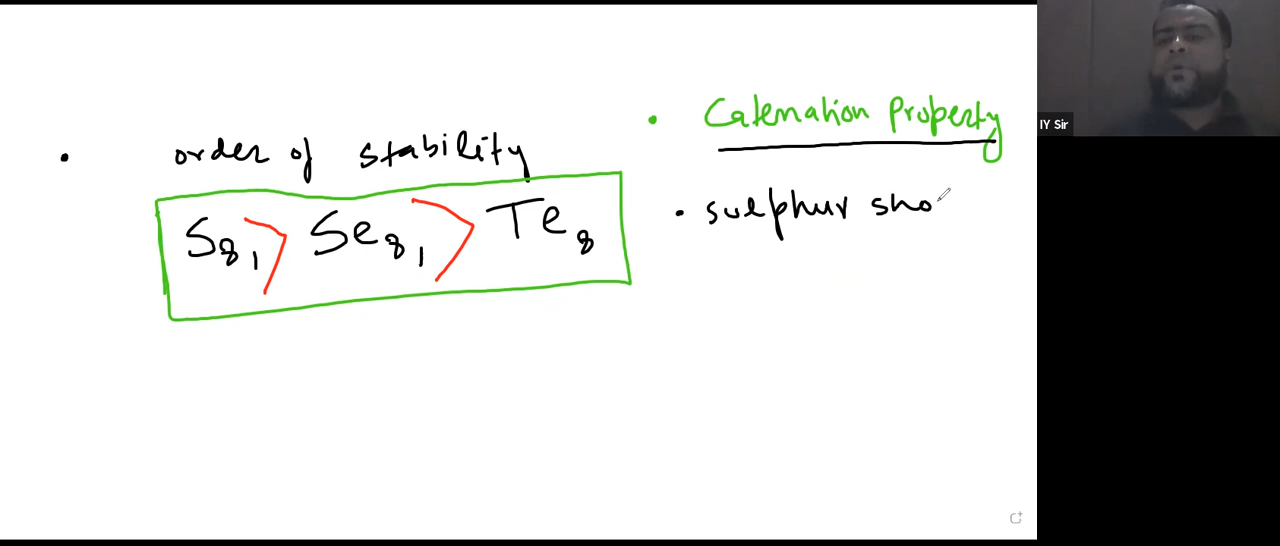 • order of stability
S8, > Se8, > Te8
• Catenation Property
• sulphur sho
IY Sir